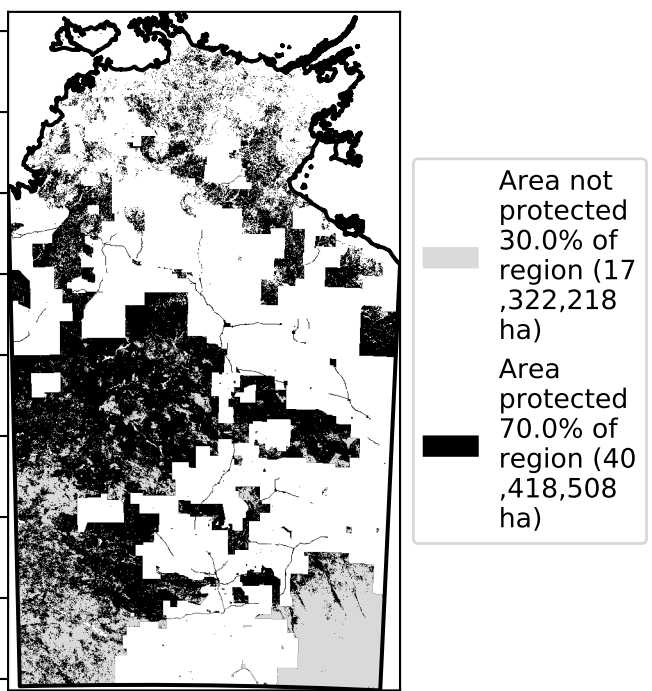 Area not
protected
30.0% of
region (17
,322,218
ha)
Area
protected
70.0% of
region (40
,418,508
ha)